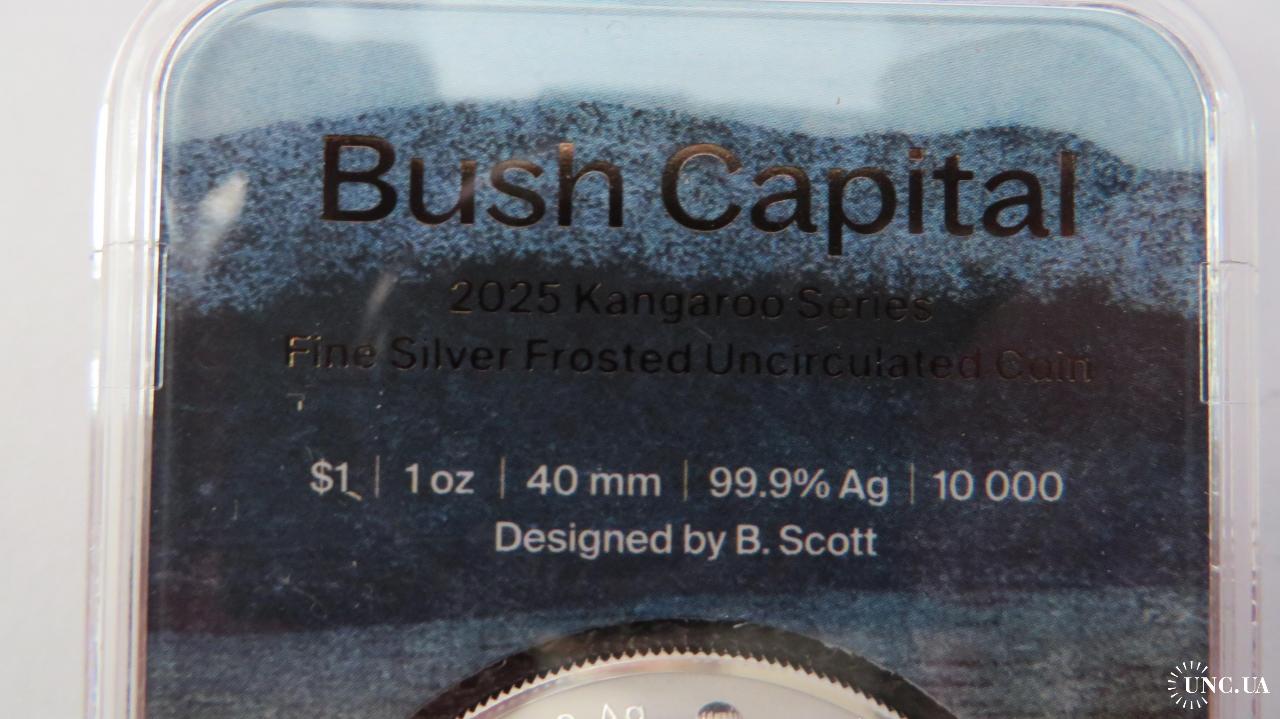 Bush Capital
2025 Kangaroo Series
Fine Silver Frosted Uncirculated Coin
$1 | 1 oz | 40 mm | 99.9% Ag | 10 000
Designed by B. Scott
UNC.UA